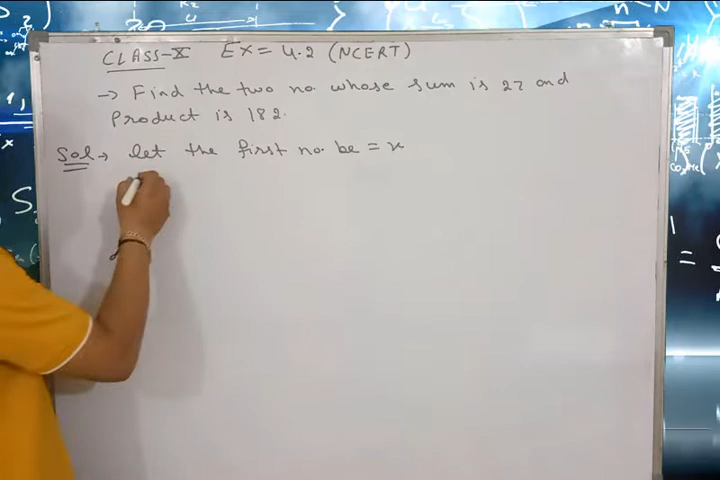 CLASS-X Ex = 4.2 (NCERT)
→ Find the two no. whose sum is 27 and
Product is 182.
Sol → let the first no. be = x